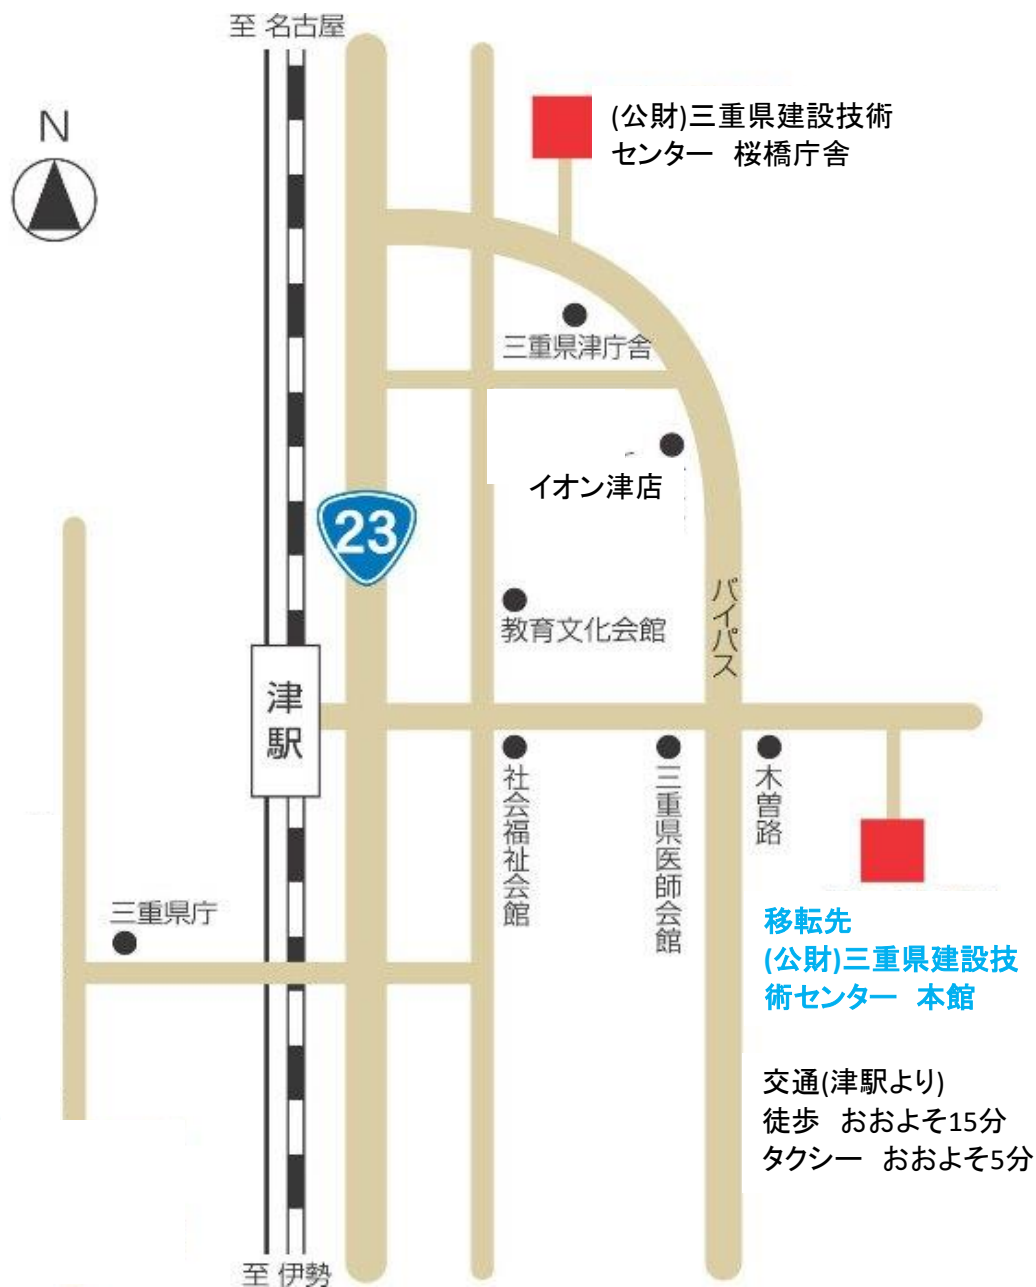 至 名古屋
N
(公財)三重県建設技術
センター 桜橋庁舎
三重県津庁舎
イオン津店
23
教育文化会館
バイパス
津駅
社会福祉会館
三重県医師会館
木曽路
三重県庁
移転先
(公財)三重県建設技
術センター 本館
交通(津駅より)
徒歩 おおよそ15分
タクシー おおよそ5分
至 伊勢